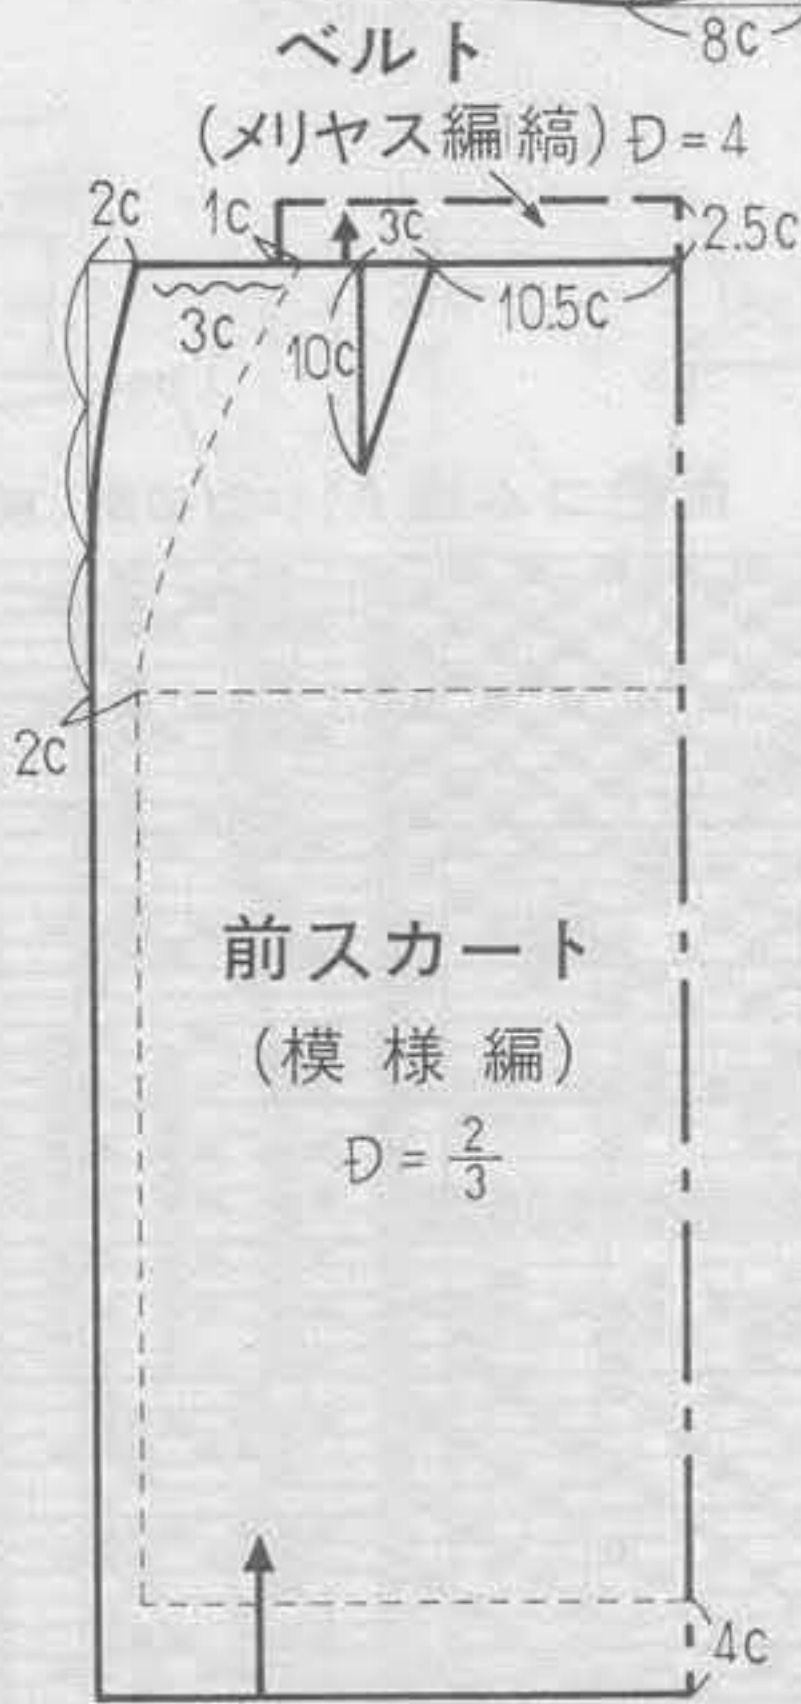 8c
ベルト
(メリヤス編縞) D=4
2c 1c 3c 2.5c
3c 10c 10.5c
2c
前スカート
(模様編)
D=2/3
4c